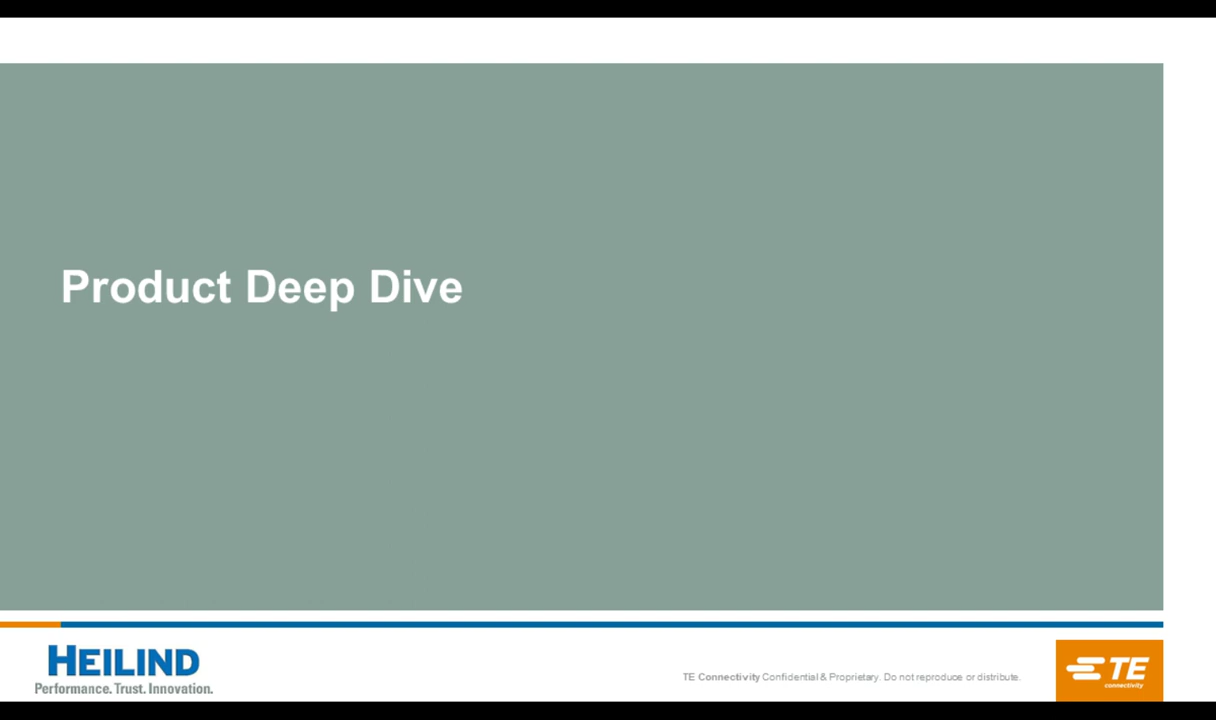 Product Deep Dive
HEILIND
Performance. Trust. Innovation.
TE Connectivity Confidential & Proprietary. Do not reproduce or distribute.
TE
connectivity